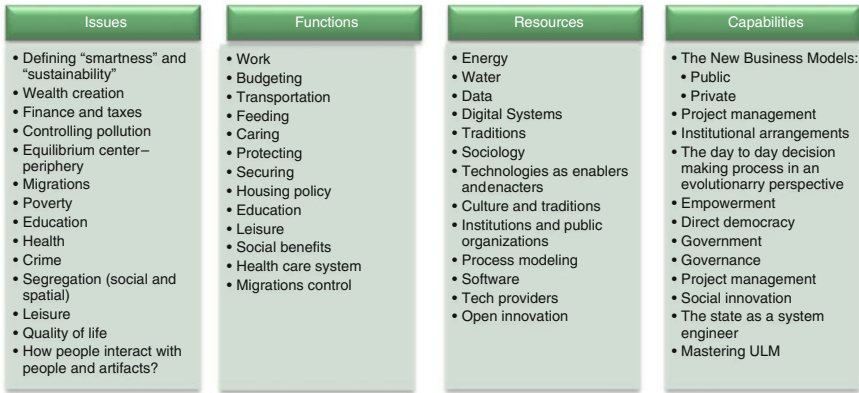 Issues
• Defining “smartness” and
“sustainability”
• Wealth creation
• Finance and taxes
• Controlling pollution
• Equilibrium center–
periphery
• Migrations
• Poverty
• Education
• Health
• Crime
• Segregation (social and
spatial)
• Leisure
• Quality of life
• How people interact with
people and artifacts?
Functions
• Work
• Budgeting
• Transportation
• Feeding
• Caring
• Protecting
• Securing
• Housing policy
• Education
• Leisure
• Social benefits
• Health care system
• Migrations control
Resources
• Energy
• Water
• Data
• Digital Systems
• Traditions
• Sociology
• Technologies as enablers
andenacters
• Culture and traditions
• Institutions and public
organizations
• Process modeling
• Software
• Tech providers
• Open innovation
Capabilities
• The New Business Models:
• Public
• Private
• Project management
• Institutional arrangements
• The day to day decision
making process in an
evolutionarry perspective
• Empowerment
• Direct democracy
• Government
• Governance
• Project management
• Social innovation
• The state as a system
engineer
• Mastering ULM